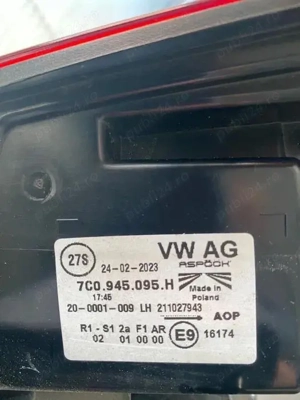 27S
24-02-2023
VW AG
ASPÖCK
7C0.945.095.H
17:45
Made in
Poland
20-0001-009 LH 211027943
AOP
R1 - S1 2a F1 AR
02 01 00 00
E9
16174